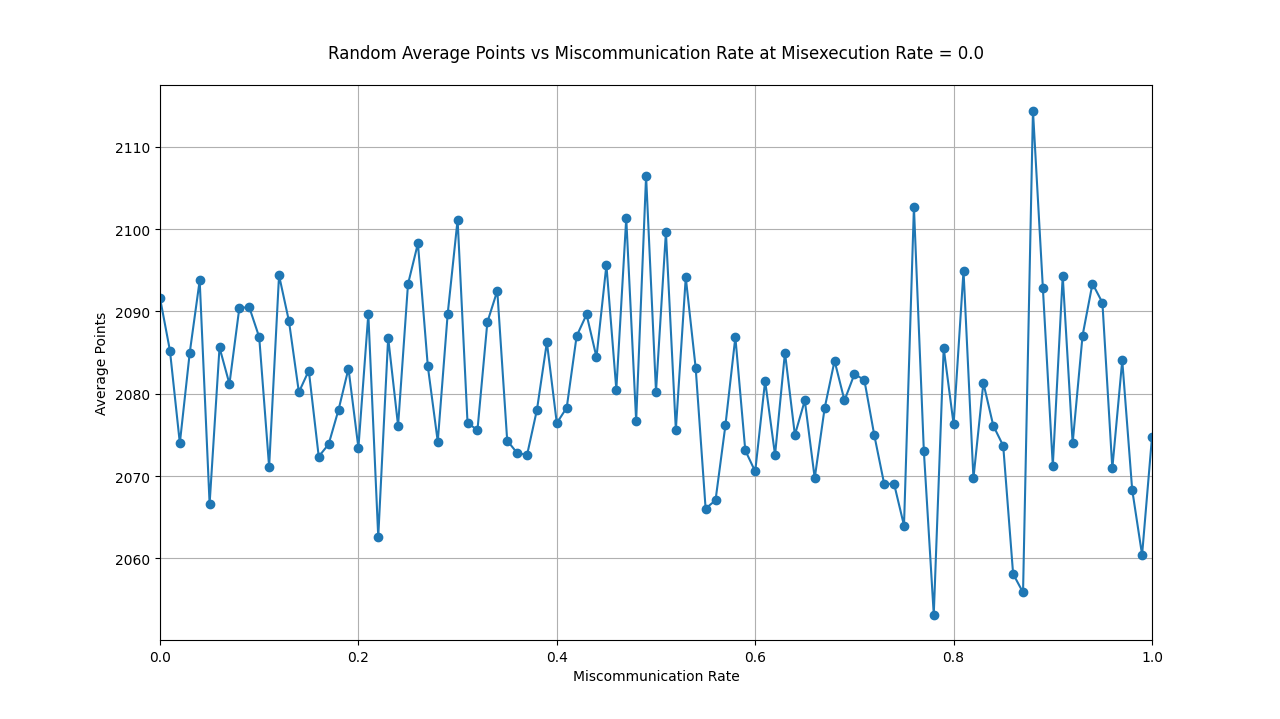 Random Average Points vs Miscommunication Rate at Misexecution Rate = 0.0
2110
2100
2090
2080
2070
2060
Average Points
0.0 0.2 0.4 0.6 0.8 1.0
Miscommunication Rate